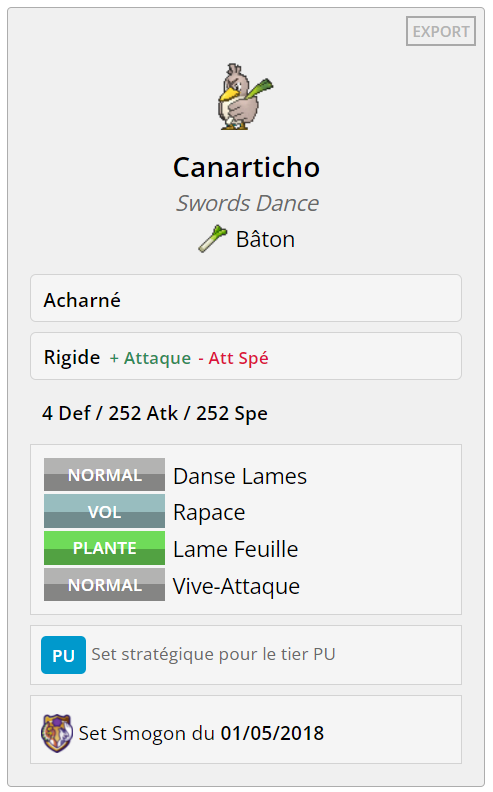 EXPORT
Canarticho
Swords Dance
Bâton
Acharné
Rigide + Attaque - Att Spé
4 Def / 252 Atk / 252 Spe
NORMAL Danse Lames
VOL Rapace
PLANTE Lame Feuille
NORMAL Vive-Attaque
PU Set stratégique pour le tier PU
Set Smogon du 01/05/2018